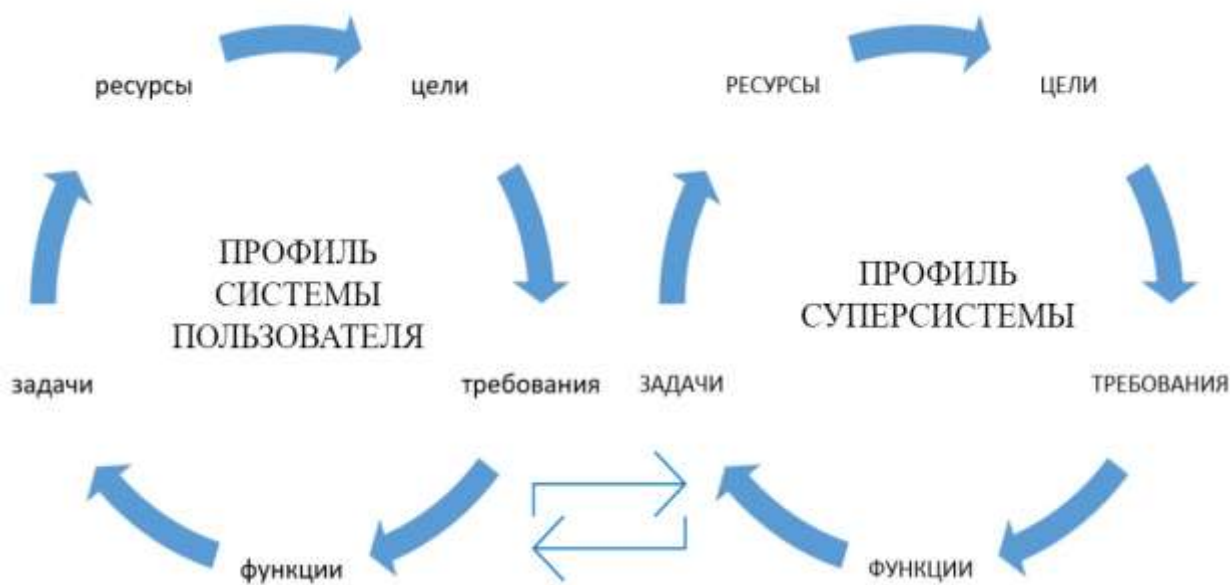 ресурсы
цели
ПРОФИЛЬ
СИСТЕМЫ
ПОЛЬЗОВАТЕЛЯ
задачи
требования
функции
РЕСУРСЫ
ЦЕЛИ
ПРОФИЛЬ
СУПЕРСИСТЕМЫ
ЗАДАЧИ
ТРЕБОВАНИЯ
ФУНКЦИИ